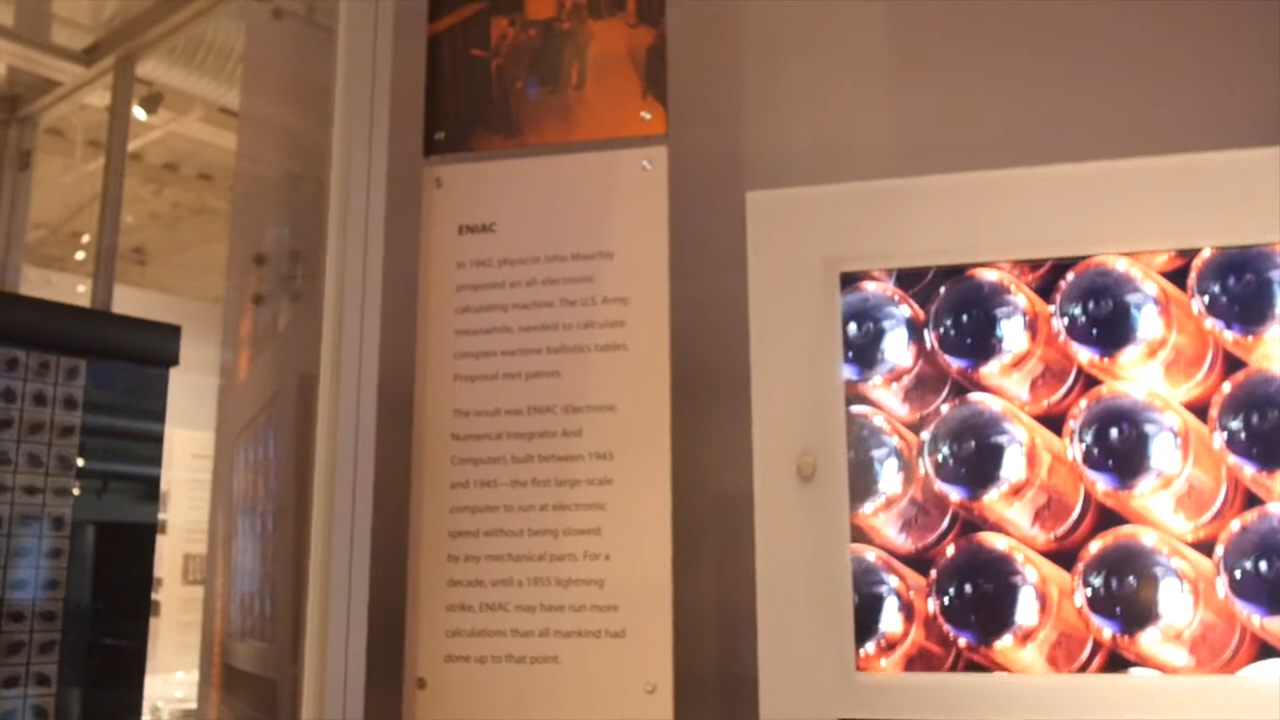 ENIAC
In 1942, physicist John Mauchly
proposed an all-electronic
calculating machine. The U.S. Army,
meanwhile, needed to calculate
complex wartime ballistics tables.
Proposal met patron.
The result was ENIAC (Electronic
Numerical Integrator And
Computer), built between 1943
and 1945—the first large-scale
computer to run at electronic
speed without being slowed
by any mechanical parts. For a
decade, until a 1955 lightning
strike, ENIAC may have run more
calculations than all mankind had
done up to that point.